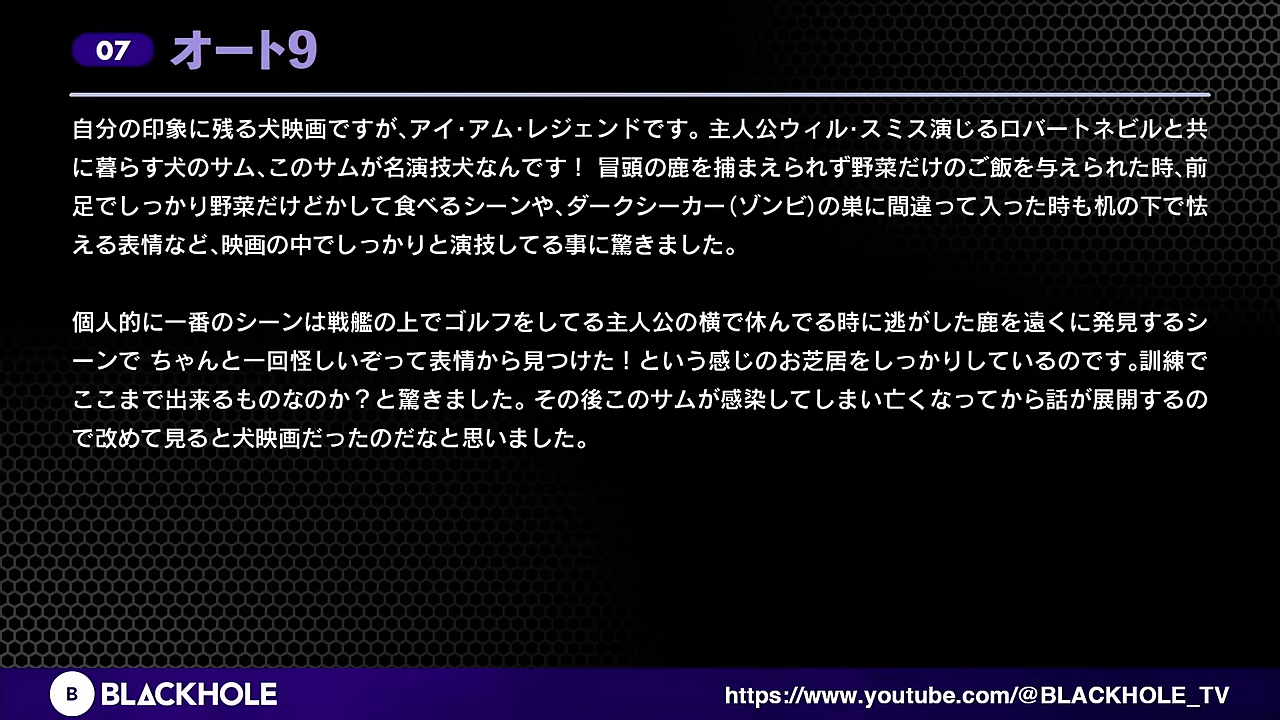 07 オート9
自分の印象に残る犬映画ですが、アイ・アム・レジェンドです。主人公ウィル・スミス演じるロバートネビルと共
に暮らす犬のサム、このサムが名演技犬なんです！ 冒頭の鹿を捕まえられず野菜だけのご飯を与えられた時、前
足でしっかり野菜だけどかして食べるシーンや、ダークシーカー（ゾンビ）の巣に間違って入った時も机の下で怯
える表情など、映画の中でしっかりと演技してる事に驚きました。
個人的に一番のシーンは戦艦の上でゴルフをしてる主人公の横で休んでる時に逃がした鹿を遠くに発見するシ
ーンで ちゃんと一回怪しいぞって表情から見つけた！という感じのお芝居をしっかりしているのです。訓練で
ここまで出来るものなのか？と驚きました。その後このサムが感染してしまい亡くなってから話が展開するの
で改めて見ると犬映画だったのだなと思いました。
B BLACKHOLE
https://www.youtube.com/@BLACKHOLE_TV